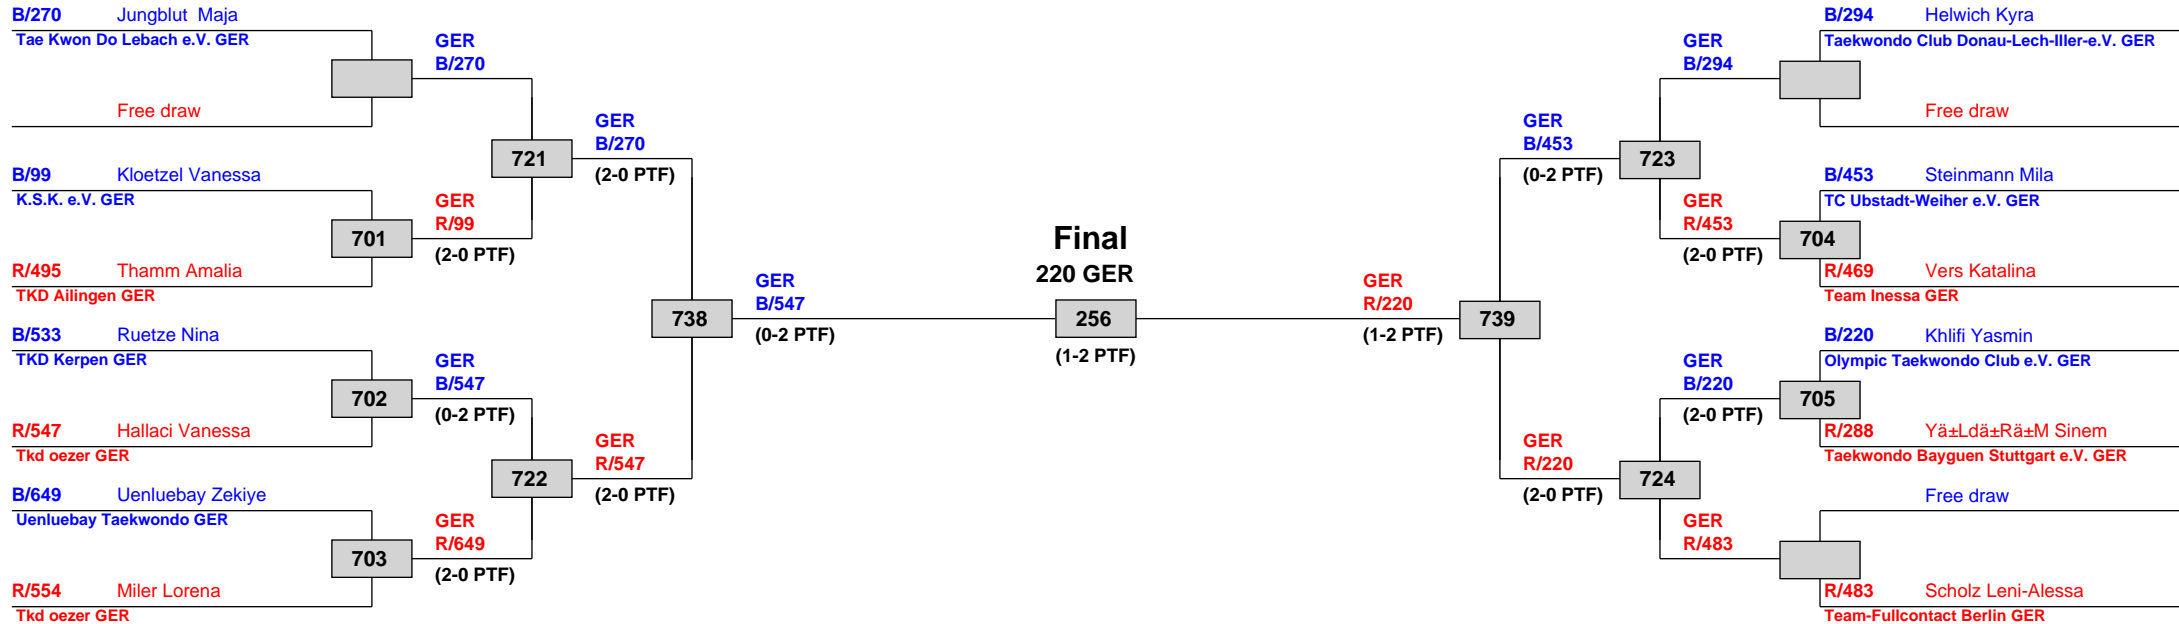 B/270 Jungblut  Maja
Tae Kwon Do Lebach e.V. GER
Free draw
B/99 Kloetzel Vanessa
K.S.K. e.V. GER
R/495 Thamm Amalia
TKD Ailingen GER
B/533 Ruetze Nina
TKD Kerpen GER
R/547 Hallaci Vanessa
Tkd oezer GER
B/649 Uenluebay Zekiye
Uenluebay Taekwondo GER
R/554 Miler Lorena
Tkd oezer GER
701
702
703
GER
B/270
GER
R/99
(2-0 PTF)
GER
B/547
(0-2 PTF)
GER
R/649
(2-0 PTF)
721
722
GER
B/270
(2-0 PTF)
GER
R/547
(2-0 PTF)
738
GER
B/547
(0-2 PTF)
Final
220 GER
256
(1-2 PTF)
GER
R/220
(1-2 PTF)
739
GER
B/453
(0-2 PTF)
GER
R/220
(2-0 PTF)
723
724
GER
B/294
GER
R/453
(2-0 PTF)
GER
B/220
(2-0 PTF)
GER
R/483
704
705
B/294 Helwich Kyra
Taekwondo Club Donau-Lech-Iller-e.V. GER
Free draw
B/453 Steinmann Mila
TC Ubstadt-Weiher e.V. GER
R/469 Vers Katalina
Team Inessa GER
B/220 Khlifi Yasmin
Olympic Taekwondo Club e.V. GER
R/288 Yä±Ldä±Rä±M Sinem
Taekwondo Bayguen Stuttgart e.V. GER
Free draw
R/483 Scholz Leni-Alessa
Team-Fullcontact Berlin GER